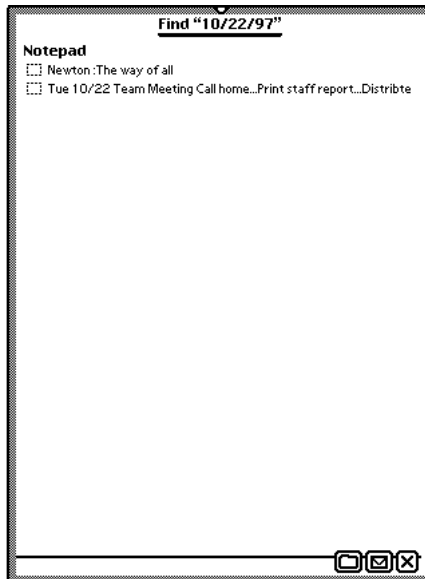 Find “10/22/97”
Notepad
Newton :The way of all
Tue 10/22 Team Meeting Call home...Print staff report...Distribte